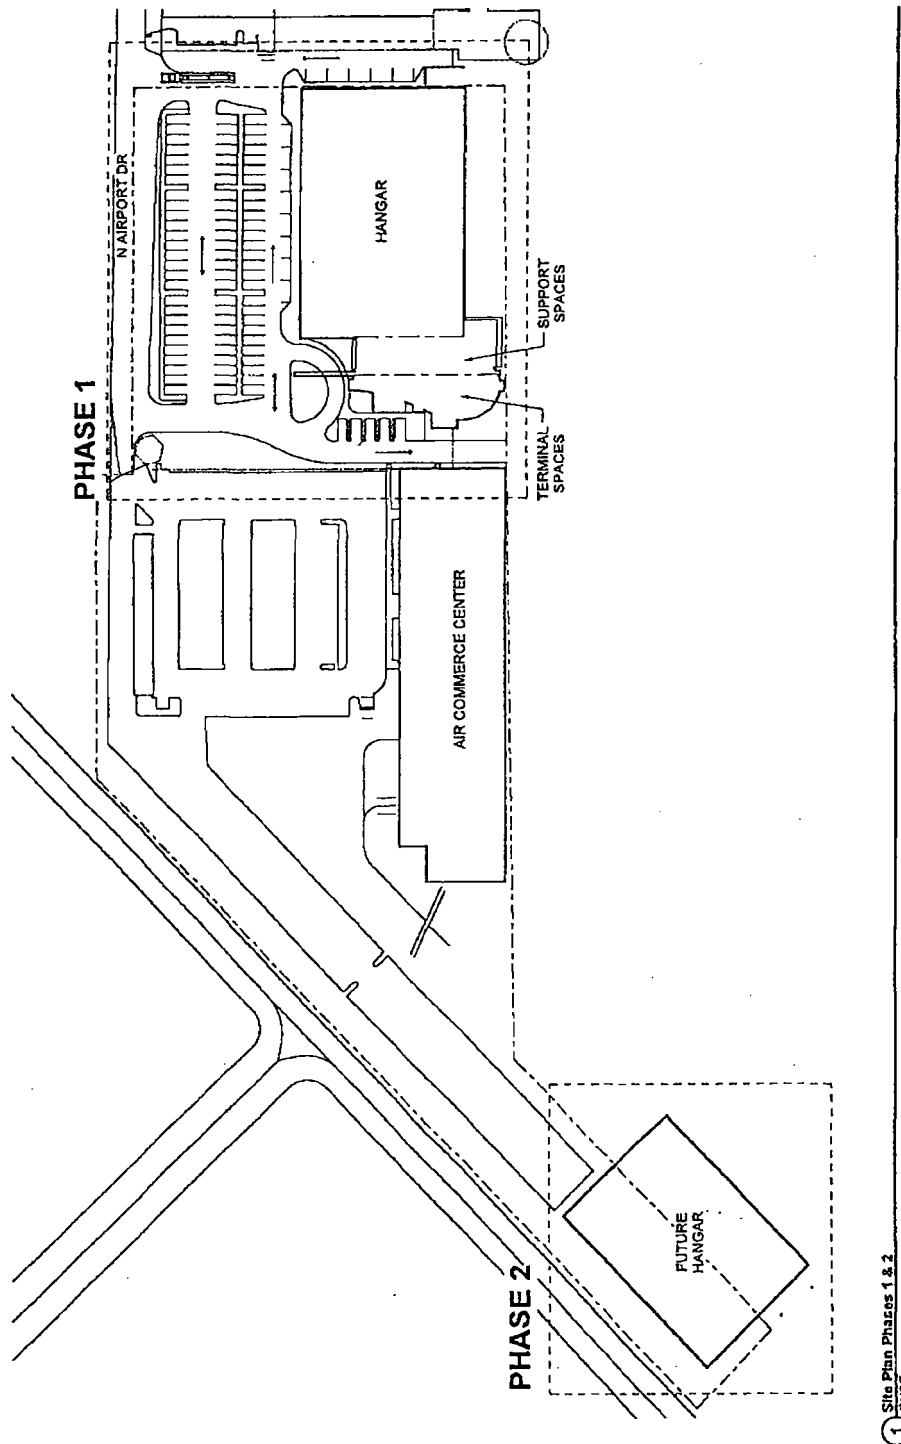 PHASE 1
N AIRPORT DR
HANGAR
SUPPORT
SPACES
TERMINAL
SPACES
AIR COMMERCE CENTER
PHASE 2
FUTURE
HANGAR
1
Site Plan Phases 1 & 2